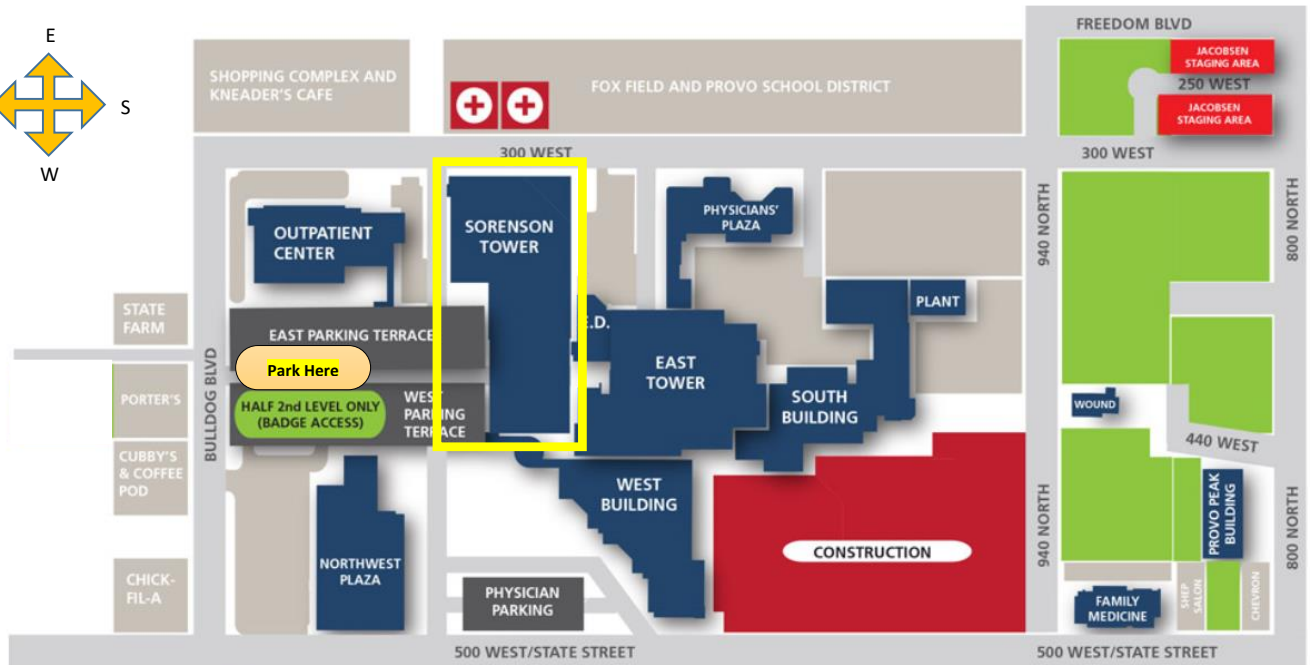 E
S
W
FREEDOM BLVD
SHOPPING COMPLEX AND
KNEADER'S CAFE
FOX FIELD AND PROVO SCHOOL DISTRICT
JACOBSEN
STAGING AREA
250 WEST
JACOBSEN
STAGING AREA
300 WEST
300 WEST
OUTPATIENT
CENTER
SORENSON
TOWER
PHYSICIANS'
PLAZA
940 NORTH
800 NORTH
STATE
FARM
EAST PARKING TERRACE
E.D.
PLANT
Park Here
EAST
TOWER
BULLDOG BLVD
PORTER'S
HALF 2nd LEVEL ONLY
(BADGE ACCESS)
WEST
PARKING
TERRACE
SOUTH
BUILDING
WOUND
440 WEST
CUBBY'S
& COFFEE
POD
WEST
BUILDING
PROVO PEAK
BUILDING
940 NORTH
800 NORTH
CONSTRUCTION
NORTHWEST
PLAZA
CHICK-
FIL-A
PHYSICIAN
PARKING
FAMILY
MEDICINE
SHEP
SALON
CHEVRON
500 WEST/STATE STREET
500 WEST/STATE STREET